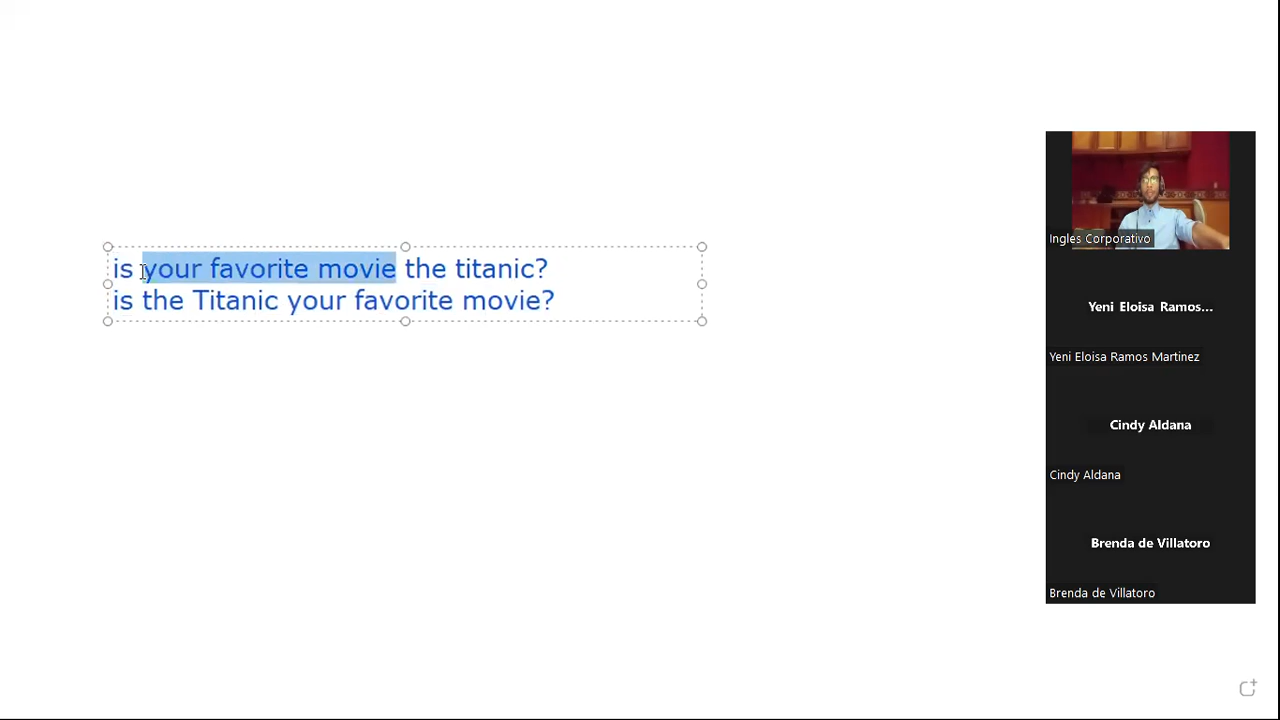 is your favorite movie the titanic?
is the Titanic your favorite movie?
Ingles Corporativo
Yeni Eloisa Ramos...
Yeni Eloisa Ramos Martinez
Cindy Aldana
Cindy Aldana
Brenda de Villatoro
Brenda de Villatoro